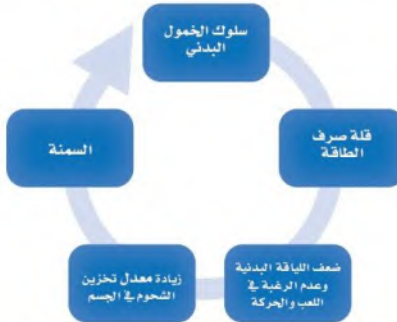 سلوك الخمول
البدني
قلة صرف
الطاقة
ضعف اللياقة البدنية
وعدم الرغبة في
اللعب والحركة
زيادة معدل تخزين
الشحوم في الجسم
السمنة